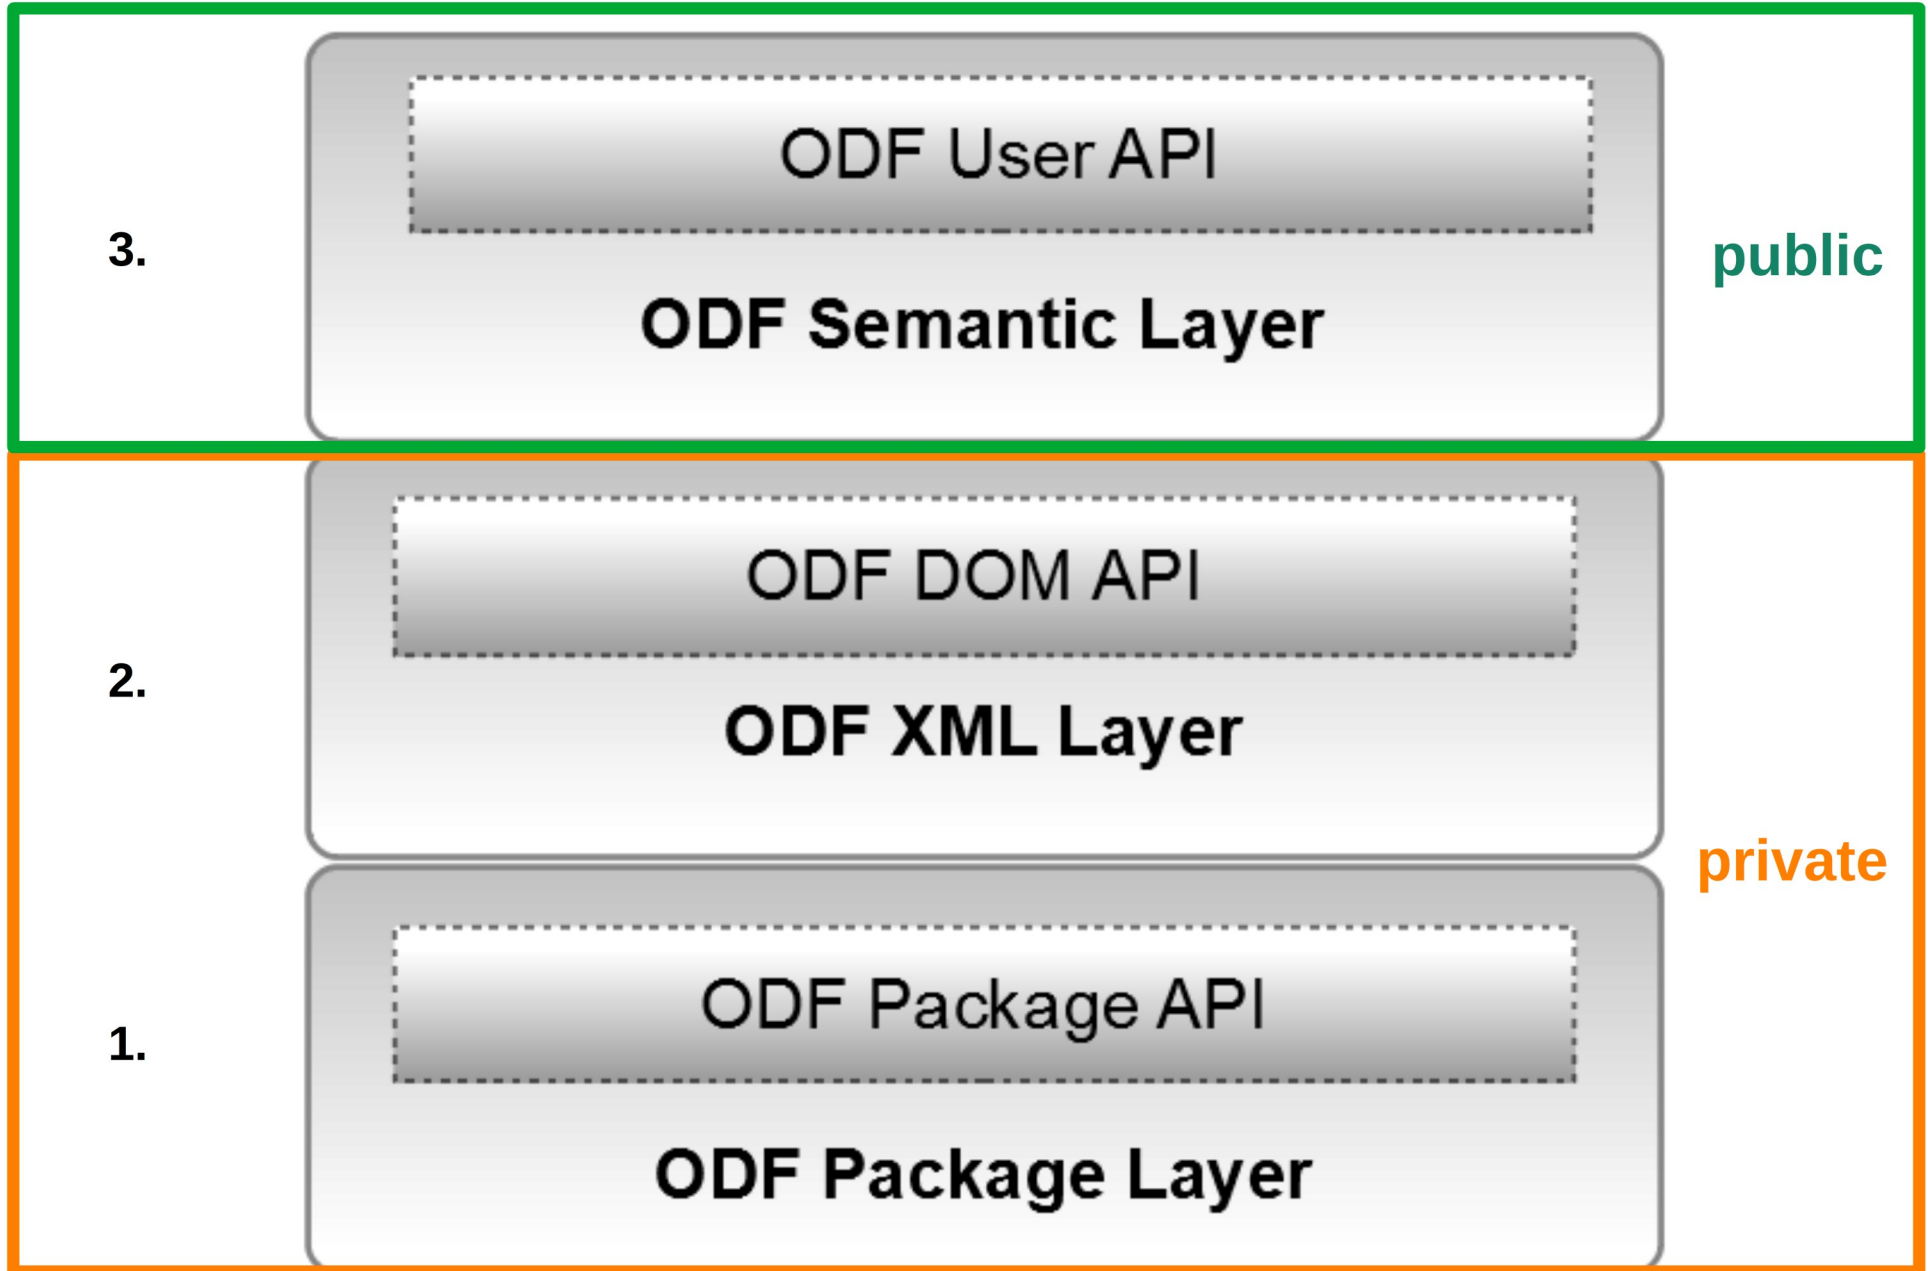 ODF User API
3.
public
ODF Semantic Layer
ODF DOM API
2.
ODF XML Layer
private
ODF Package API
1.
ODF Package Layer